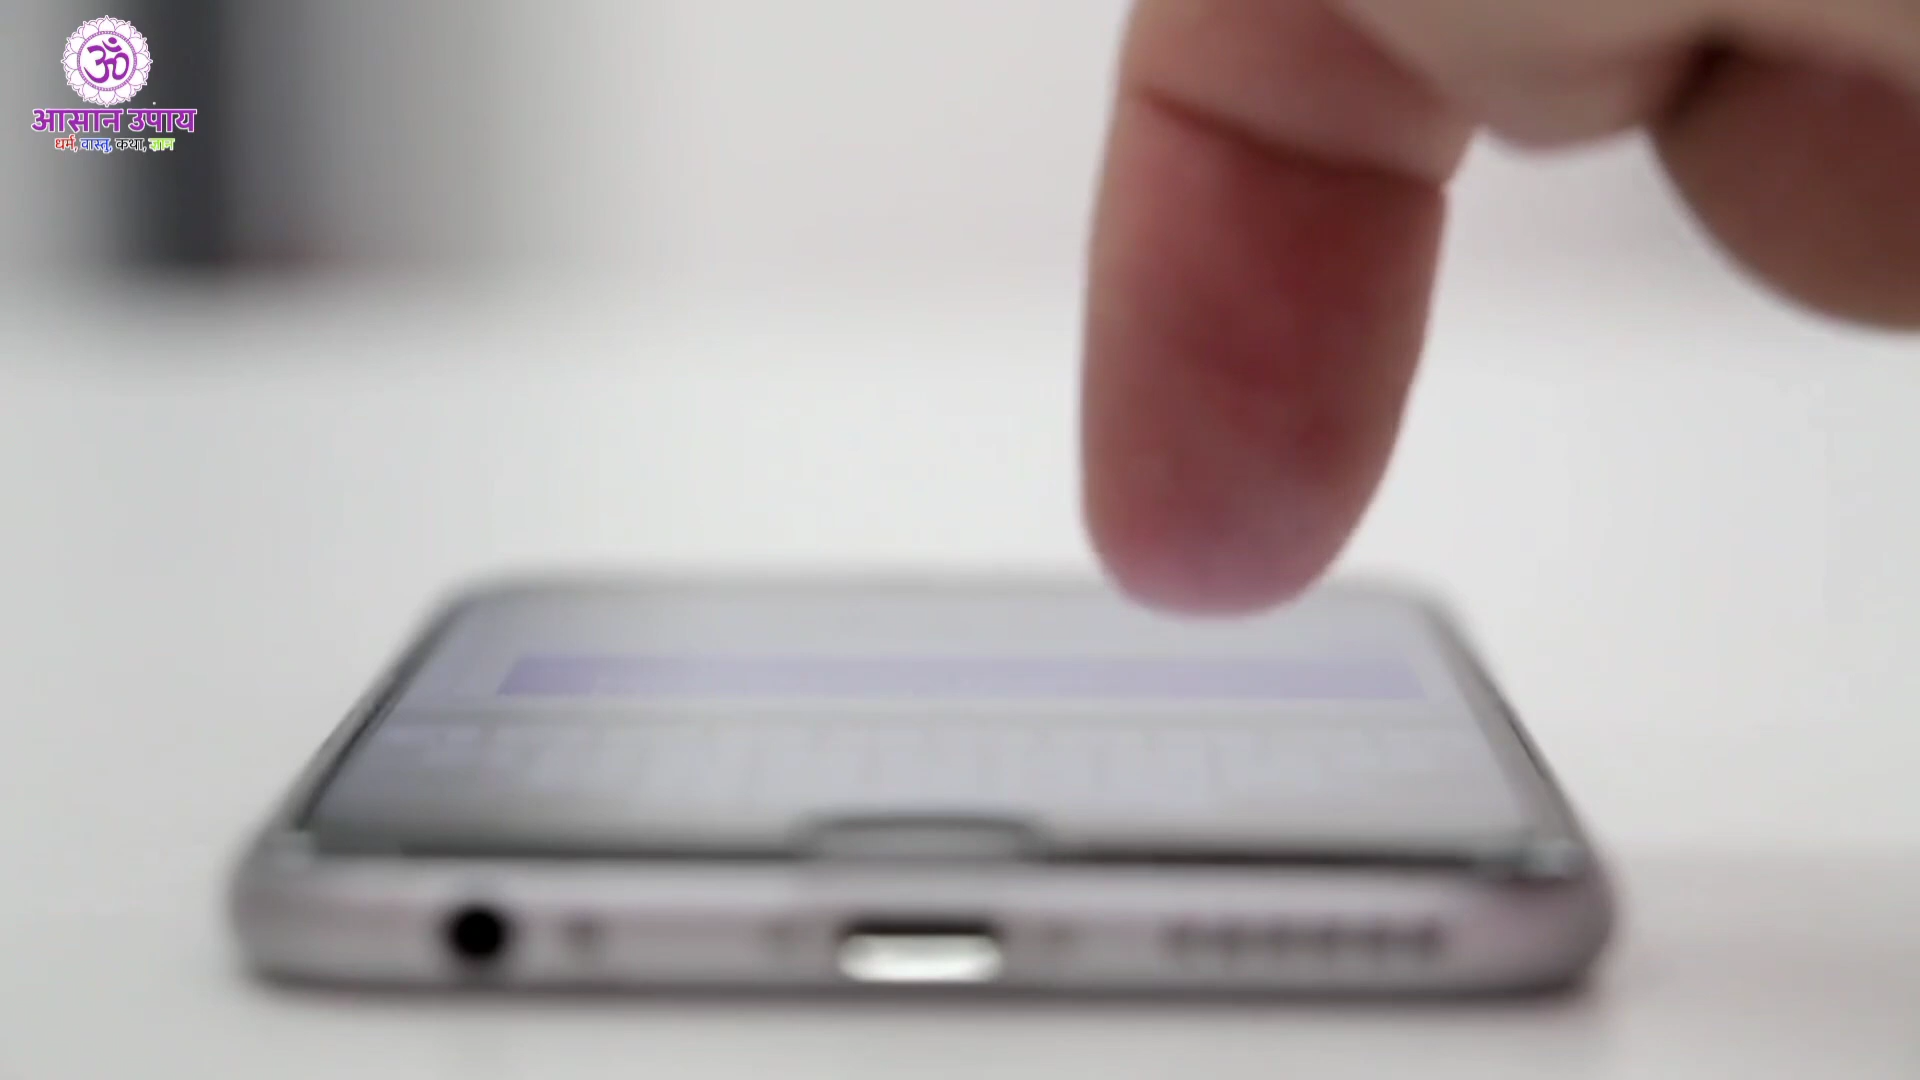 ॐ
आसान उपाय
धर्म, वास्तु, कथा, ज्ञान